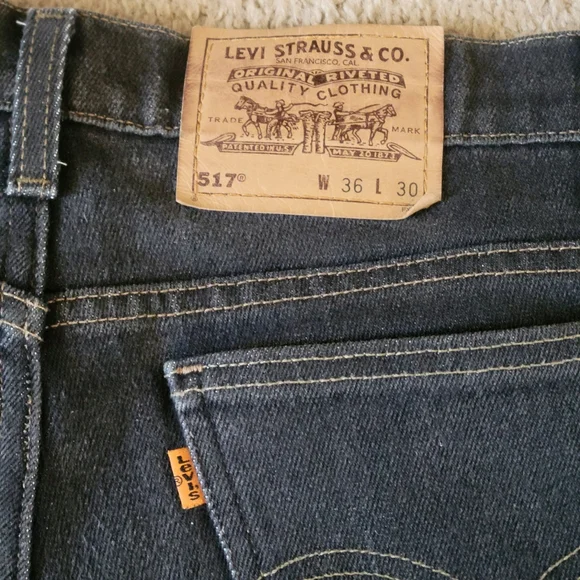 LEVI STRAUSS & CO.
SAN FRANCISCO, CAL
ORIGINAL RIVETED
QUALITY CLOTHING
TRADE MARK
PATENTED IN U.S. MAY 20 1873
517® W 36 L 30
LEVI'S
®